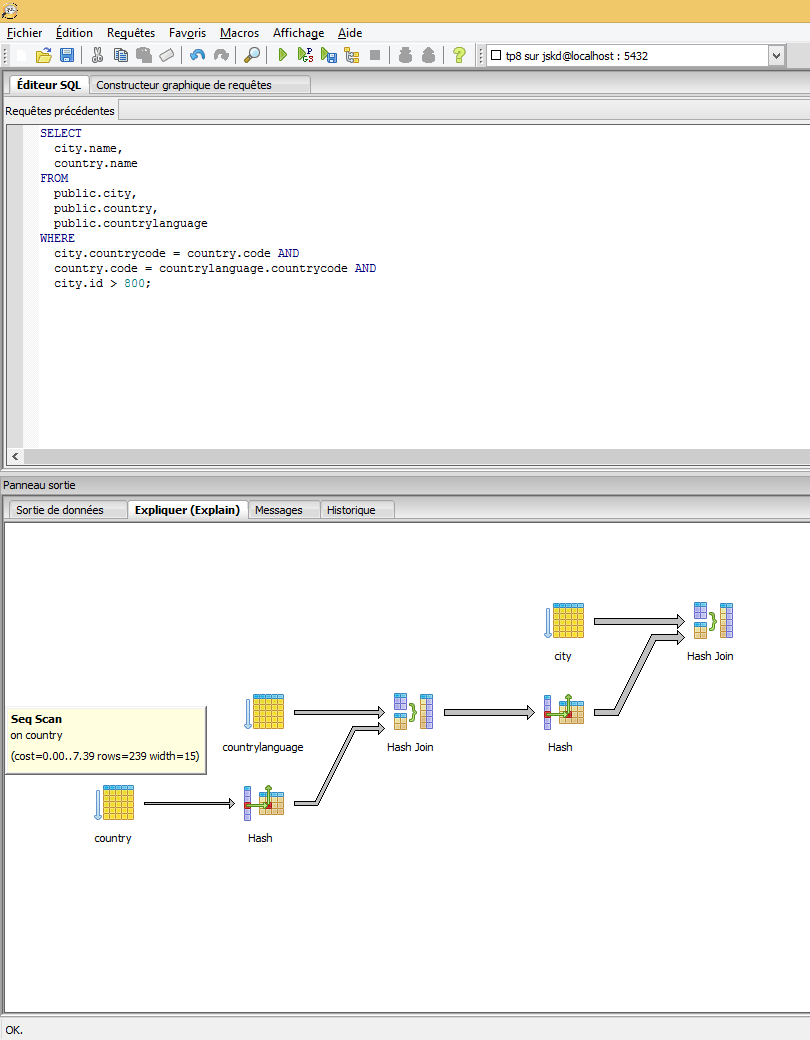 Fichier Édition Requêtes Favoris Macros Affichage Aide
tp8 sur jskd@localhost : 5432
Éditeur SQL Constructeur graphique de requêtes
Requêtes précédentes
SELECT
city.name,
country.name
FROM
public.city,
public.country,
public.countrylanguage
WHERE
city.countrycode = country.code AND
country.code = countrylanguage.countrycode AND
city.id > 800;
Panneau sortie
Sortie de données Expliquer (Explain) Messages Historique
city
Hash Join
countrylanguage
Hash Join
Hash
Seq Scan
on country
(cost=0.00..7.39 rows=239 width=15)
country
Hash
OK.